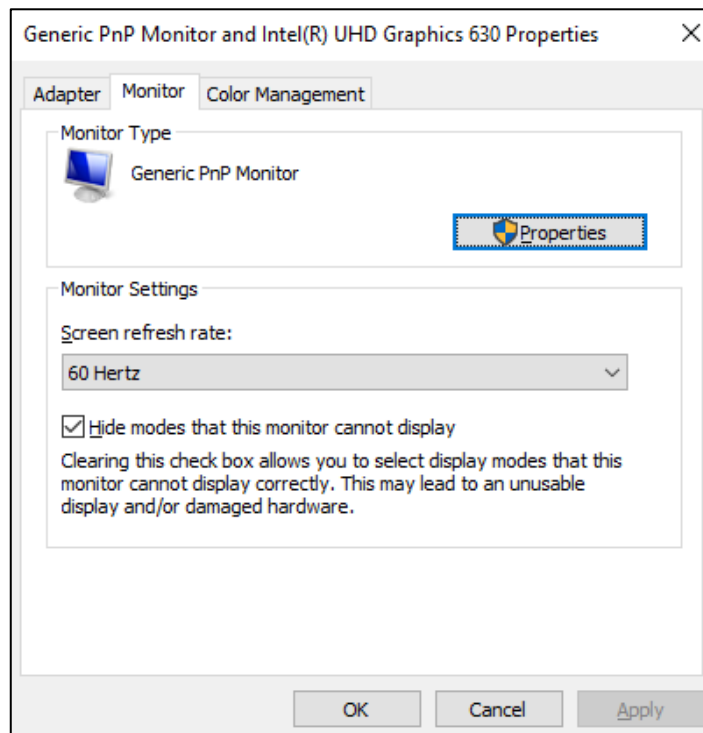 Generic PnP Monitor and Intel(R) UHD Graphics 630 Properties
Adapter Monitor Color Management
Monitor Type
Generic PnP Monitor
Properties
Monitor Settings
Screen refresh rate:
60 Hertz
Hide modes that this monitor cannot display
Clearing this check box allows you to select display modes that this
monitor cannot display correctly. This may lead to an unusable
display and/or damaged hardware.
OK Cancel Apply